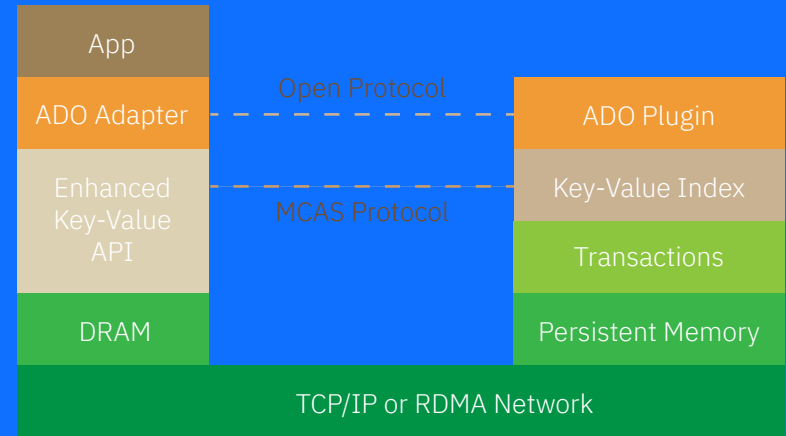 App
ADO Adapter
Enhanced
Key-Value
API
DRAM
Open Protocol
MCAS Protocol
ADO Plugin
Key-Value Index
Transactions
Persistent Memory
TCP/IP or RDMA Network